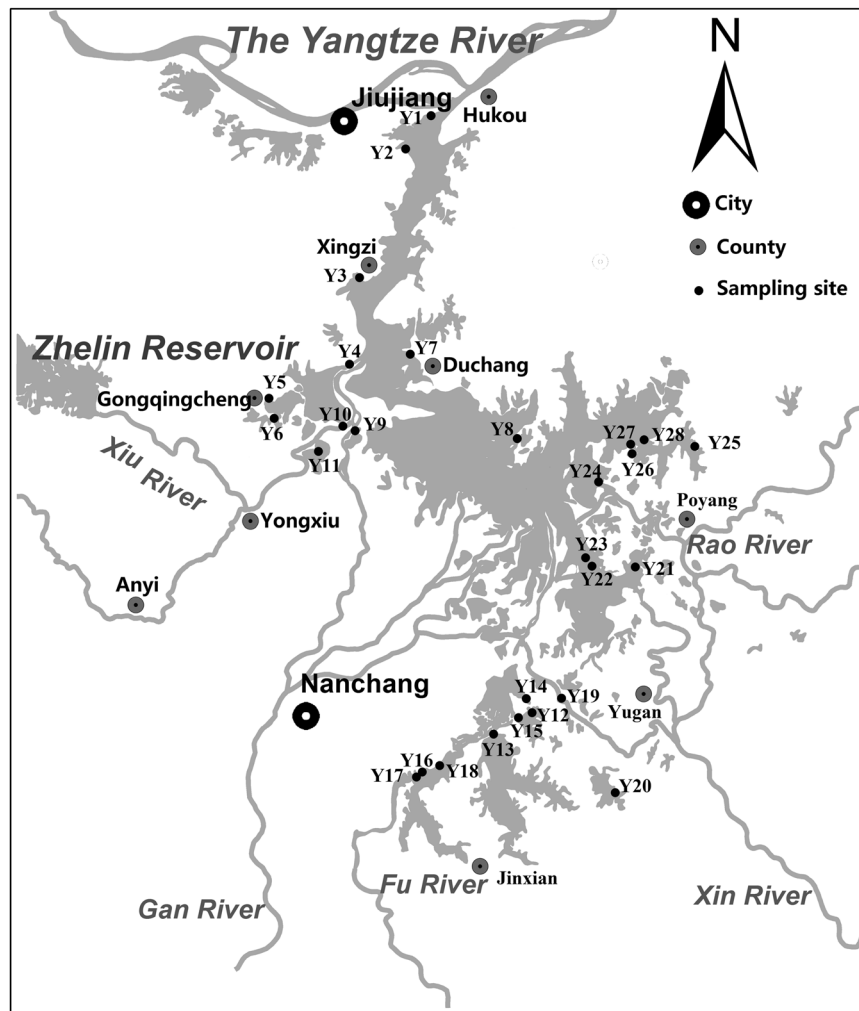 The Yangtze River
N
Jiujiang
Hukou
Y1
Y2
City
County
Sampling site
Xingzi
Y3
Zhelin Reservoir
Y4
Y7
Duchang
Gongqingcheng
Y5
Y6
Y10
Y9
Y8
Y11
Y27
Y28
Y25
Y26
Y24
Xiu River
Yongxiu
Poyang
Rao River
Anyi
Y23
Y22
Y21
Nanchang
Y14
Y19
Y12
Y15
Yugan
Y13
Y16
Y17
Y18
Y20
Jinxian
Fu River
Gan River
Xin River